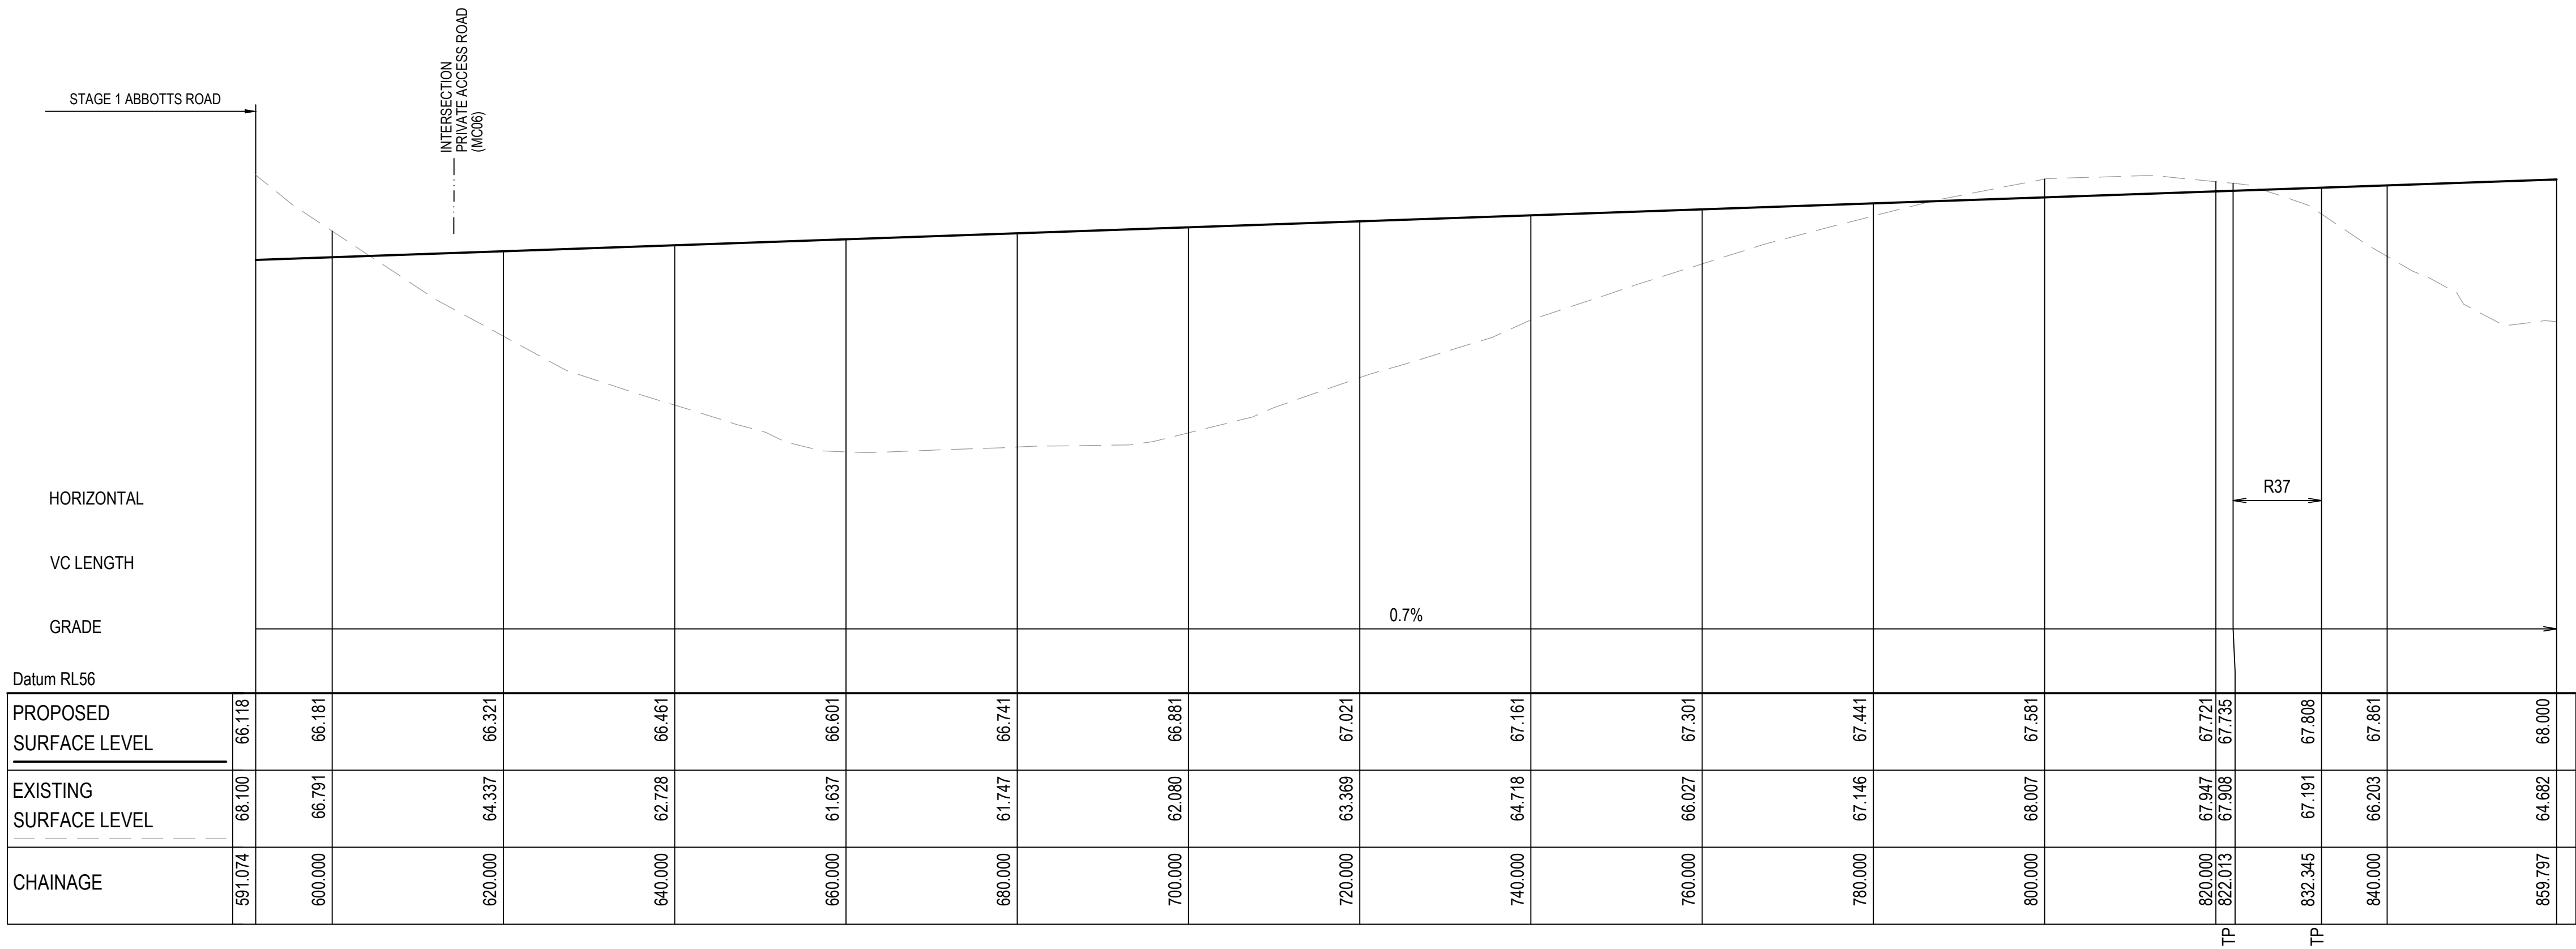 INTERSECTION
PRIVATE ACCESS ROAD
(MC06)
STAGE 1 ABBOTTS ROAD
HORIZONTAL
R37
VC LENGTH
GRADE
0.7%
Datum RL56
PROPOSED
SURFACE LEVEL
66.118 66.181 66.321 66.461 66.601 66.741 66.881 67.021 67.161 67.301 67.441 67.581 67.721 67.735 67.808 67.861 68.000
EXISTING
SURFACE LEVEL
68.100 66.791 64.337 62.728 61.637 61.747 62.080 63.369 64.718 66.027 67.146 68.007 67.947 67.908 67.191 66.203 64.682
CHAINAGE
591.074 600.000 620.000 640.000 660.000 680.000 700.000 720.000 740.000 760.000 780.000 800.000 820.000 822.013 832.345 840.000 859.797
TP TP